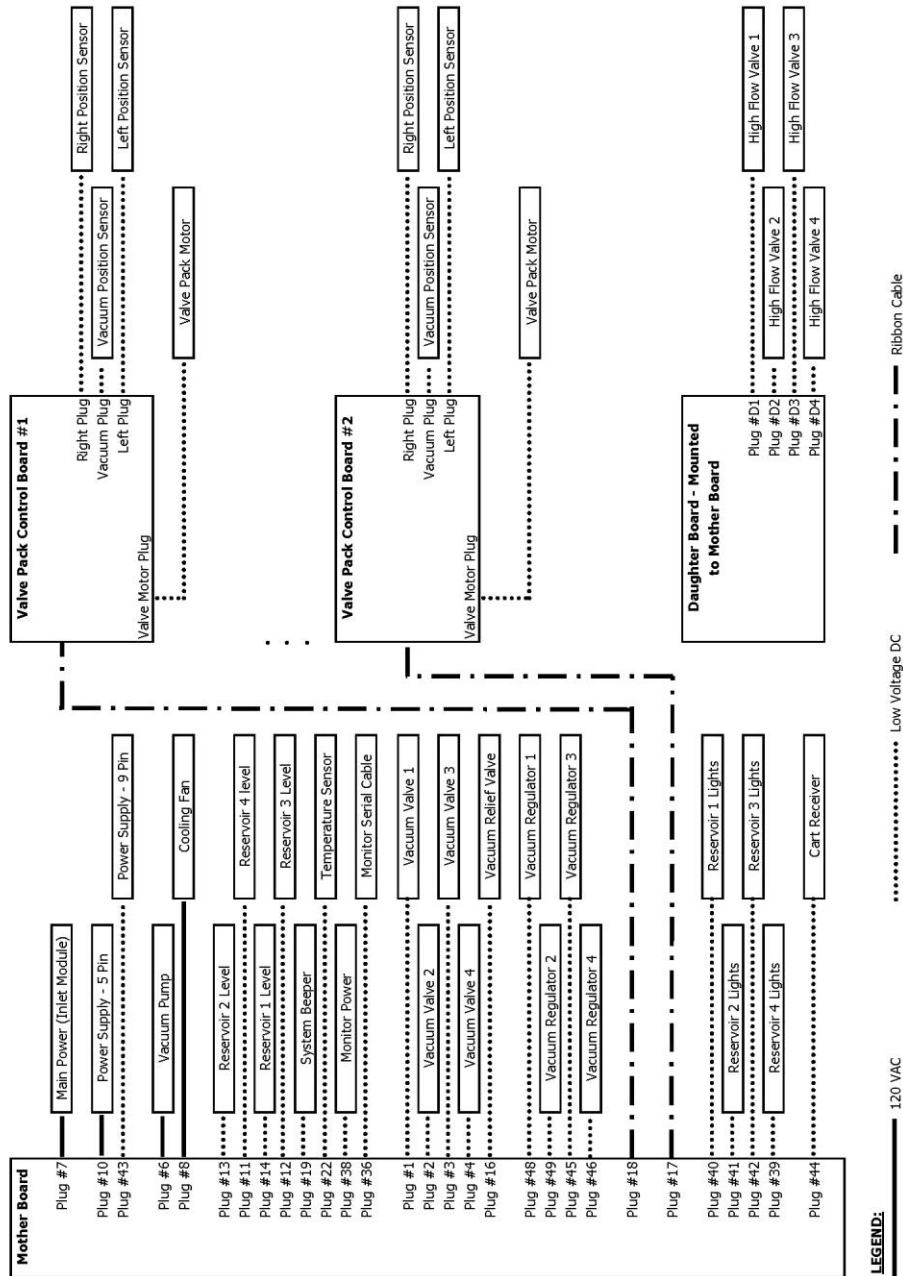 Mother Board
Plug #7
Main Power (Inlet Module)
Plug #10
Power Supply - 5 Pin
Plug #43
Power Supply - 9 Pin
Plug #6
Vacuum Pump
Plug #8
Cooling Fan
Plug #13
Reservoir 2 Level
Plug #11
Reservoir 4 level
Plug #14
Reservoir 1 Level
Plug #12
Reservoir 3 Level
Plug #19
System Beeper
Plug #22
Temperature Sensor
Plug #38
Monitor Power
Plug #36
Monitor Serial Cable
Plug #1
Vacuum Valve 1
Plug #2
Vacuum Valve 2
Plug #3
Vacuum Valve 3
Plug #4
Vacuum Valve 4
Plug #16
Vacuum Relief Valve
Plug #48
Vacuum Regulator 1
Plug #49
Vacuum Regulator 2
Plug #45
Vacuum Regulator 3
Plug #46
Vacuum Regulator 4
Plug #18
Plug #17
Plug #40
Reservoir 1 Lights
Plug #41
Reservoir 2 Lights
Plug #42
Reservoir 3 Lights
Plug #39
Reservoir 4 Lights
Plug #44
Cart Receiver
Valve Pack Control Board #1
Right Plug
Right Position Sensor
Vacuum Plug
Vacuum Position Sensor
Left Plug
Left Position Sensor
Valve Motor Plug
Valve Pack Motor
Valve Pack Control Board #2
Right Plug
Right Position Sensor
Vacuum Plug
Vacuum Position Sensor
Left Plug
Left Position Sensor
Valve Motor Plug
Valve Pack Motor
Daughter Board - Mounted
to Mother Board
Plug #D1
High Flow Valve 1
Plug #D2
High Flow Valve 2
Plug #D3
High Flow Valve 3
Plug #D4
High Flow Valve 4
LEGEND:
120 VAC
Low Voltage DC
Ribbon Cable